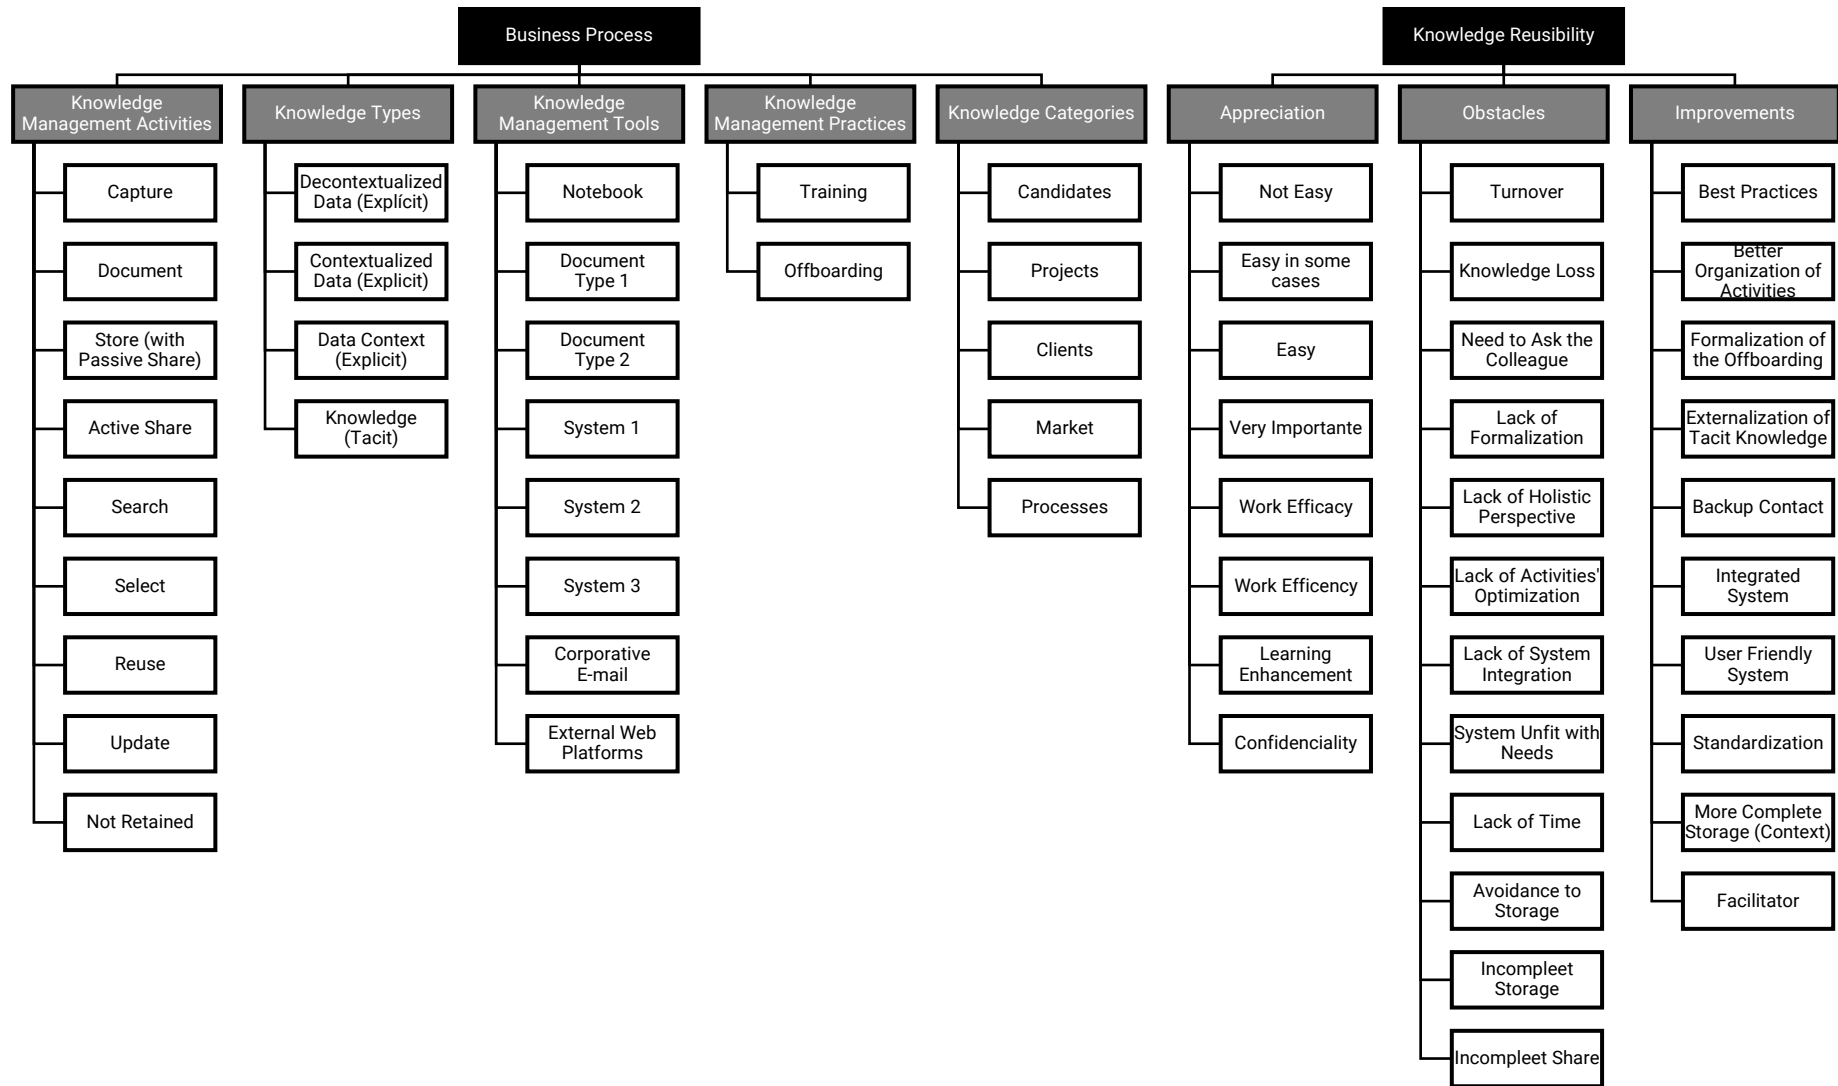 Business Process
Knowledge Reusibility
Knowledge
Management Activities
Knowledge Types
Knowledge
Management Tools
Knowledge
Management Practices
Knowledge Categories
Appreciation
Obstacles
Improvements
Capture
Document
Store (with
Passive Share)
Active Share
Search
Select
Reuse
Update
Not Retained
Decontextualized
Data (Explícit)
Contextualized
Data (Explicit)
Data Context
(Explicit)
Knowledge
(Tacit)
Notebook
Document
Type 1
Document
Type 2
System 1
System 2
System 3
Corporative
E-mail
External Web
Platforms
Training
Offboarding
Candidates
Projects
Clients
Market
Processes
Not Easy
Easy in some
cases
Easy
Very Importante
Work Efficacy
Work Efficency
Learning
Enhancement
Confidenciality
Turnover
Knowledge Loss
Need to Ask the
Colleague
Lack of
Formalization
Lack of Holistic
Perspective
Lack of Activities'
Optimization
Lack of System
Integration
System Unfit with
Needs
Lack of Time
Avoidance to
Storage
Incompleet
Storage
Incompleet Share
Best Practices
Better
Organization of
Activities
Formalization of
the Offboarding
Externalization of
Tacit Knowledge
Backup Contact
Integrated
System
User Friendly
System
Standardization
More Complete
Storage (Context)
Facilitator